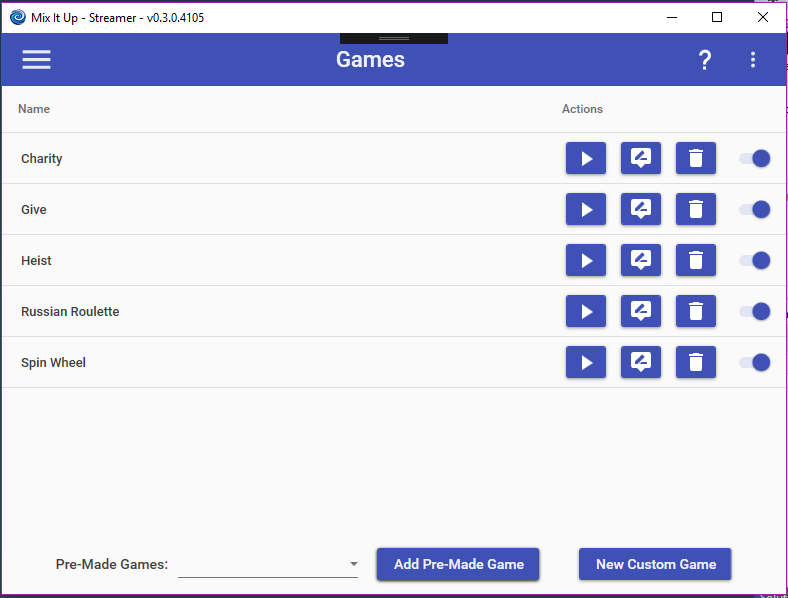 Mix It Up - Streamer - v0.3.0.4105
Games ?
Name Actions
Charity
Give
Heist
Russian Roulette
Spin Wheel
Pre-Made Games: Add Pre-Made Game New Custom Game